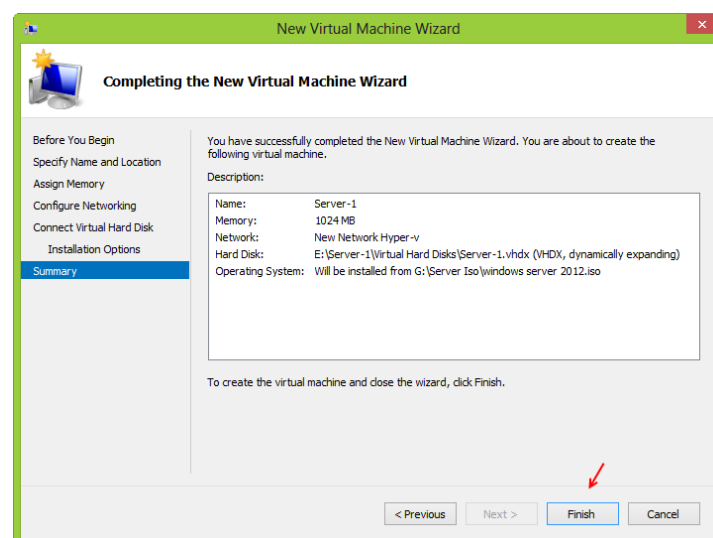 New Virtual Machine Wizard
Completing the New Virtual Machine Wizard
Before You Begin
Specify Name and Location
Assign Memory
Configure Networking
Connect Virtual Hard Disk
Installation Options
Summary
You have successfully completed the New Virtual Machine Wizard. You are about to create the
following virtual machine.
Description:
Name: Server-1
Memory: 1024 MB
Network: New Network Hyper-v
Hard Disk: E:\Server-1\Virtual Hard Disks\Server-1.vhdx (VHDX, dynamically expanding)
Operating System: Will be installed from G:\Server Iso\windows server 2012.iso
To create the virtual machine and close the wizard, click Finish.
< Previous
Next >
Finish
Cancel